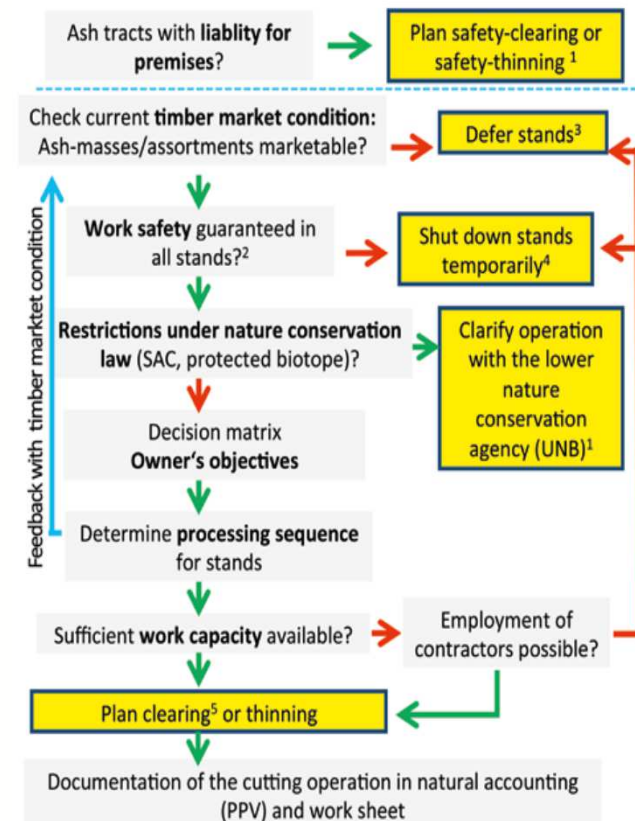 Ash tracts with liablity for
premises?
Plan safety-clearing or
safety-thinning ¹
Check current timber market condition:
Ash-masses/assortments marketable?
Defer stands³
Work safety guaranteed in
all stands?²
Shut down stands
temporarily⁴
Restrictions under nature conservation
law (SAC, protected biotope)?
Clarify operation
with the lower
nature
conservation
agency (UNB)¹
Decision matrix
Owner's objectives
Feedback with timber marktet condition
Determine processing sequence
for stands
Sufficient work capacity available?
Employment of
contractors possible?
Plan clearing⁵ or thinning
Documentation of the cutting operation in natural accounting
(PPV) and work sheet